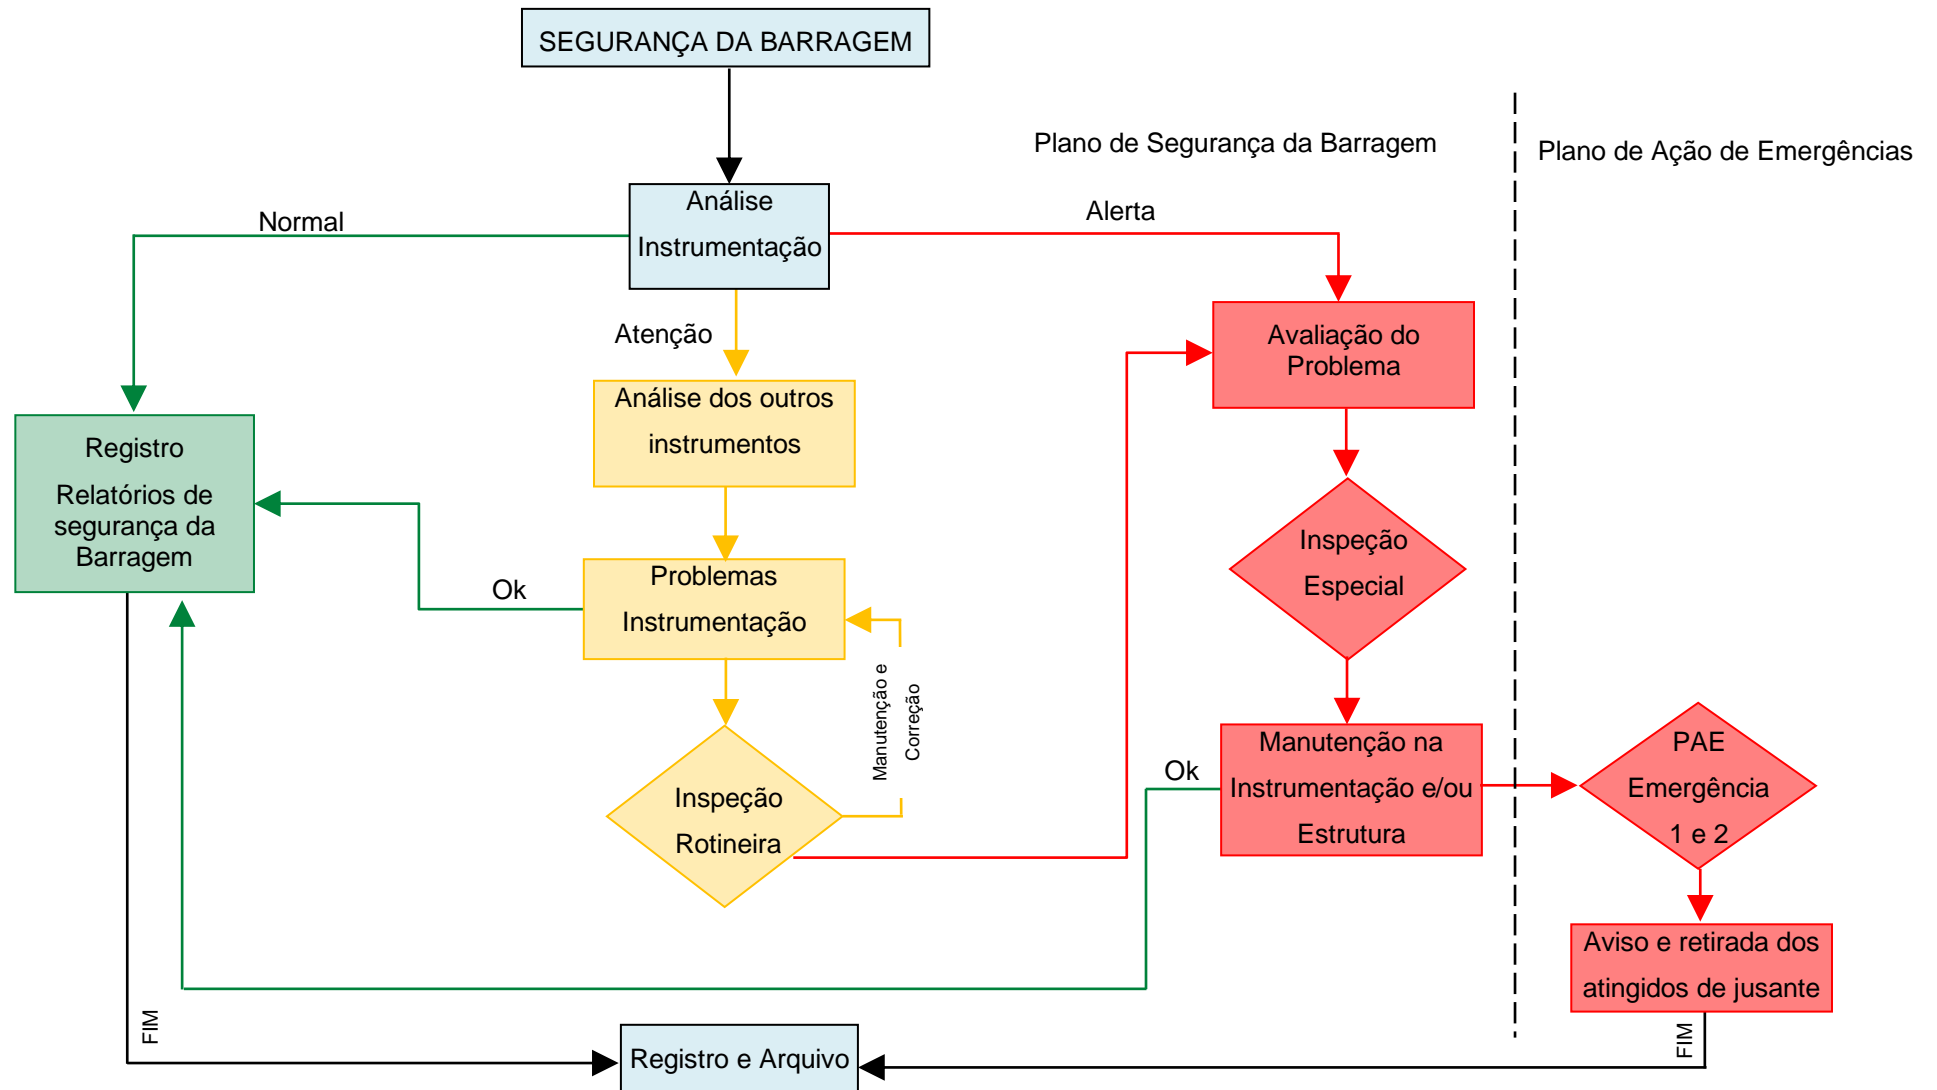 SEGURANÇA DA BARRAGEM
Plano de Segurança da Barragem
Plano de Ação de Emergências
Análise
Instrumentação
Normal
Alerta
Atenção
Avaliação do
Problema
Análise dos outros
instrumentos
Registro
Relatórios de
segurança da
Barragem
Inspeção
Especial
Problemas
Instrumentação
Ok
Manutenção e
Correção
Inspeção
Rotineira
Manutenção na
Instrumentação e/ou
Estrutura
Ok
PAE
Emergência
1 e 2
Aviso e retirada dos
atingidos de jusante
FIM
FIM
Registro e Arquivo